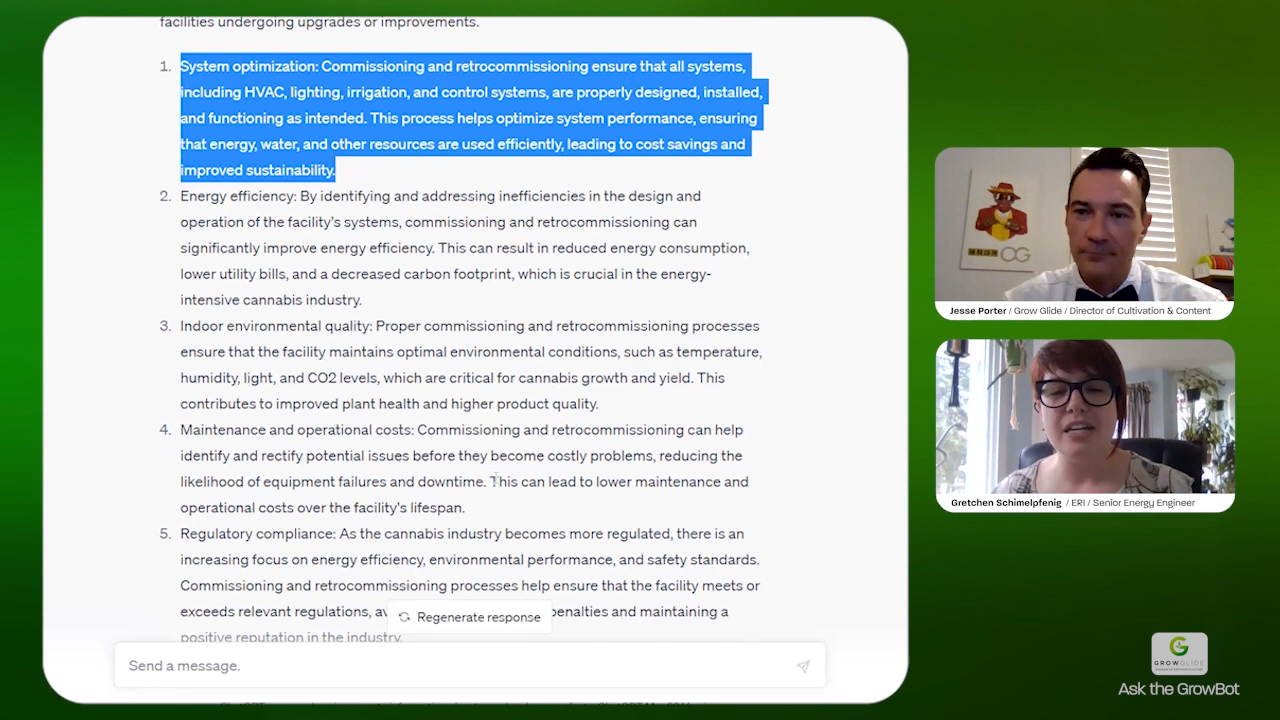 facilities undergoing upgrades or improvements.
1. System optimization: Commissioning and retrocommissioning ensure that all systems,
including HVAC, lighting, irrigation, and control systems, are properly designed, installed,
and functioning as intended. This process helps optimize system performance, ensuring
that energy, water, and other resources are used efficiently, leading to cost savings and
improved sustainability.
2. Energy efficiency: By identifying and addressing inefficiencies in the design and
operation of the facility's systems, commissioning and retrocommissioning can
significantly improve energy efficiency. This can result in reduced energy consumption,
lower utility bills, and a decreased carbon footprint, which is crucial in the energy-
intensive cannabis industry.
3. Indoor environmental quality: Proper commissioning and retrocommissioning processes
ensure that the facility maintains optimal environmental conditions, such as temperature,
humidity, light, and CO2 levels, which are critical for cannabis growth and yield. This
contributes to improved plant health and higher product quality.
4. Maintenance and operational costs: Commissioning and retrocommissioning can help
identify and rectify potential issues before they become costly problems, reducing the
likelihood of equipment failures and downtime. This can lead to lower maintenance and
operational costs over the facility's lifespan.
5. Regulatory compliance: As the cannabis industry becomes more regulated, there is an
increasing focus on energy efficiency, environmental performance, and safety standards.
Commissioning and retrocommissioning processes help ensure that the facility meets or
exceeds relevant regulations, penalties and maintaining a
positive reputation in the industry.
Regenerate response
Send a message.
OG
Jesse Porter / Grow Glide / Director of Cultivation & Content
Gretchen Schimelpfenig / ERI / Senior Energy Engineer
G
GROWGLIDE
Ask the GrowBot